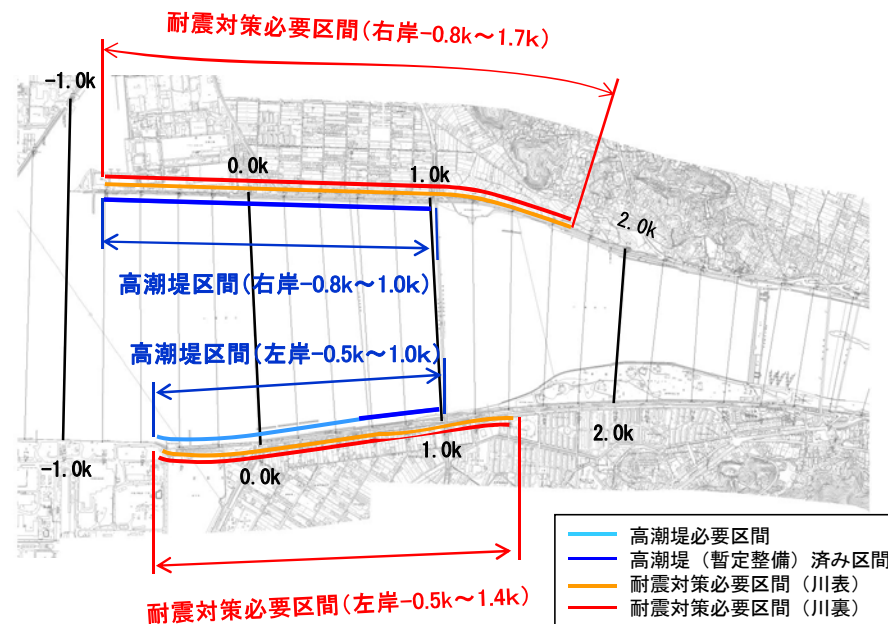 耐震対策必要区間(右岸-0.8k～1.7k)
-1.0k
0.0k
1.0k
2.0k
高潮堤区間(右岸-0.8k～1.0k)
高潮堤区間(左岸-0.5k～1.0k)
-1.0k
0.0k
1.0k
2.0k
耐震対策必要区間(左岸-0.5k～1.4k)
高潮堤必要区間
高潮堤（暫定整備）済み区間
耐震対策必要区間（川表）
耐震対策必要区間（川裏）